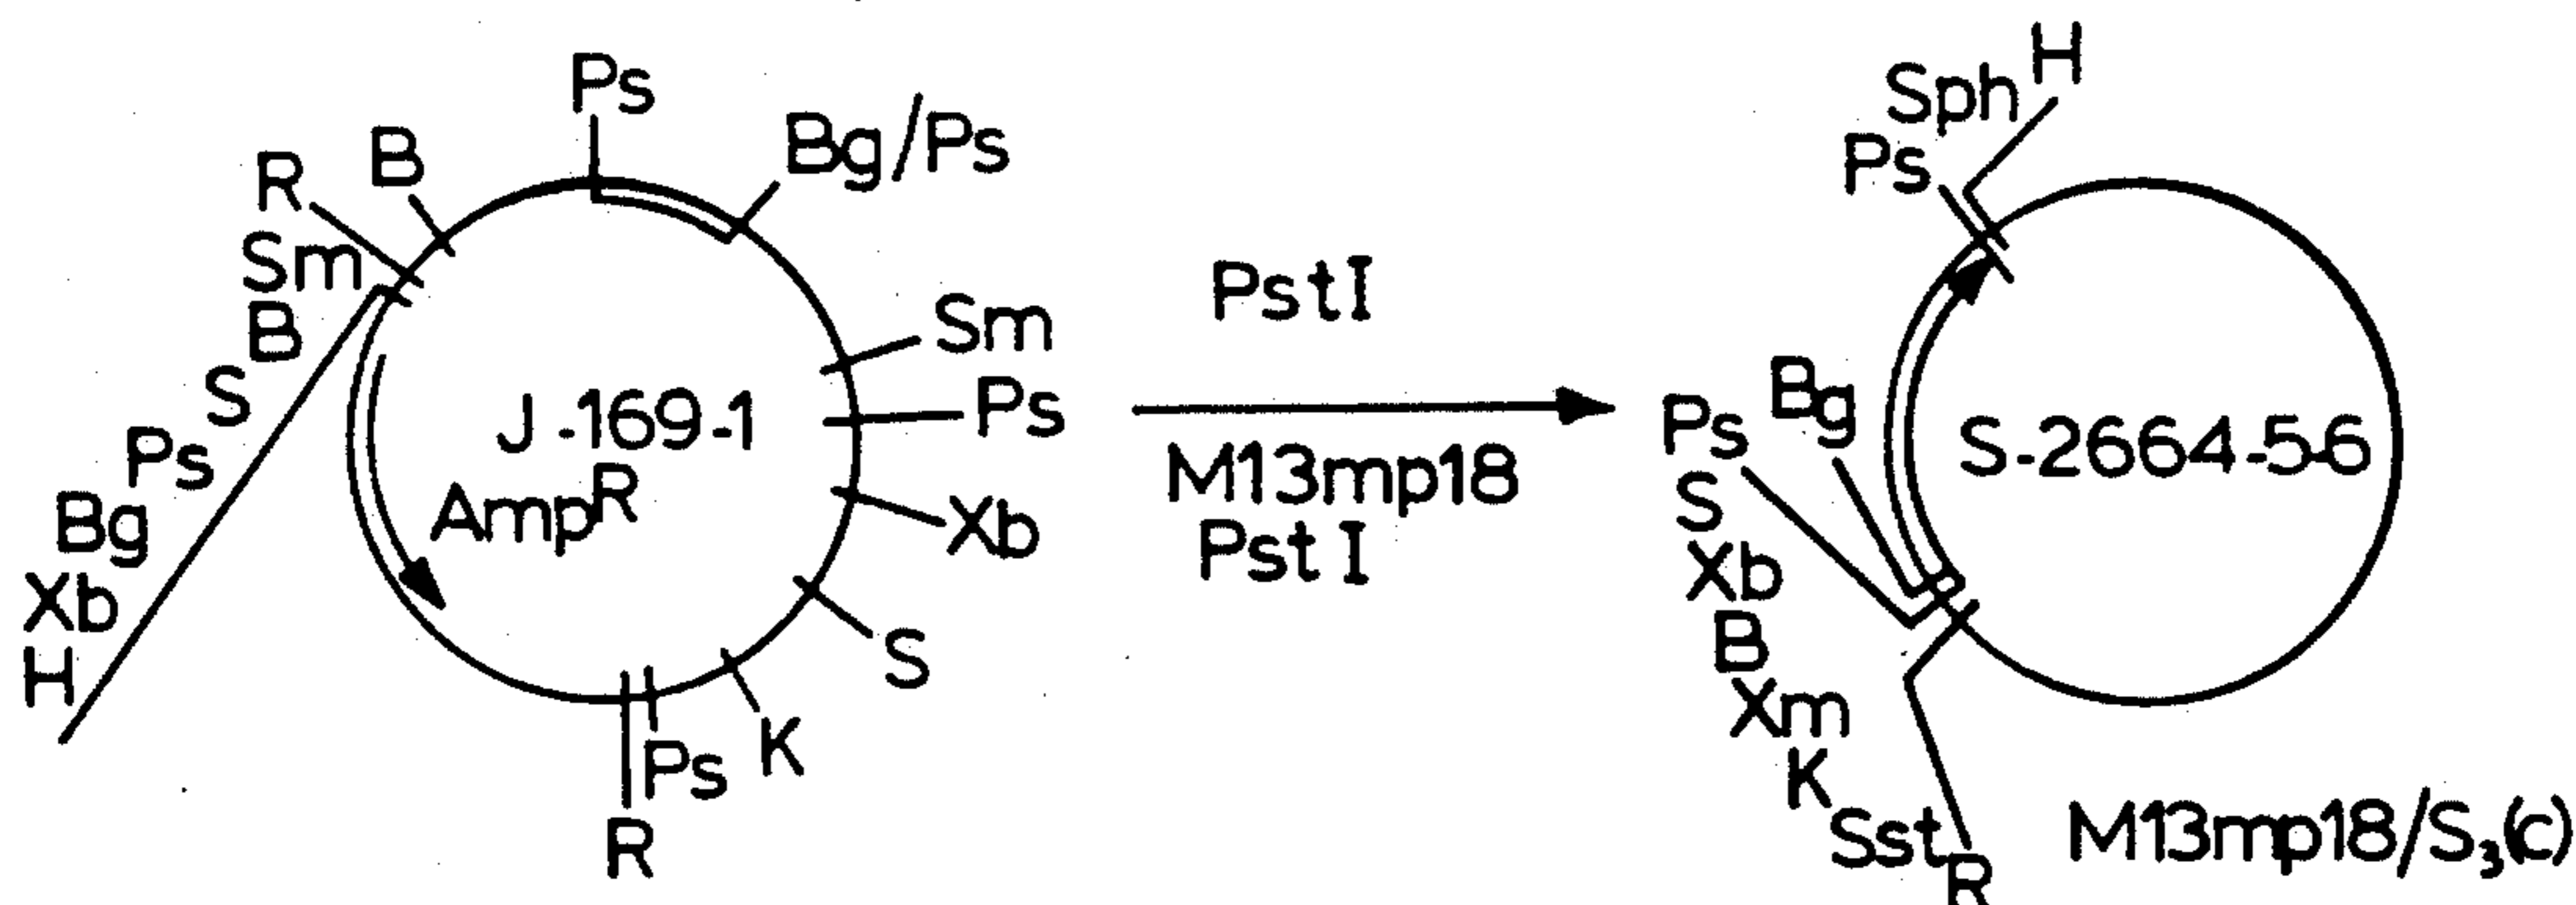 Ps
Bg/Ps
B
R
Sm
B
S
Ps
Bg
Xb
H
Sm
Ps
Xb
S
K
Ps
R
J-169-1
Amp^R
PstI
M13mp18
PstI
H
Sph
Ps
Bg
Ps
S
Xb
B
Xm
K
Sst
R
S-2664-5-6
M13mp18/S₃(c)